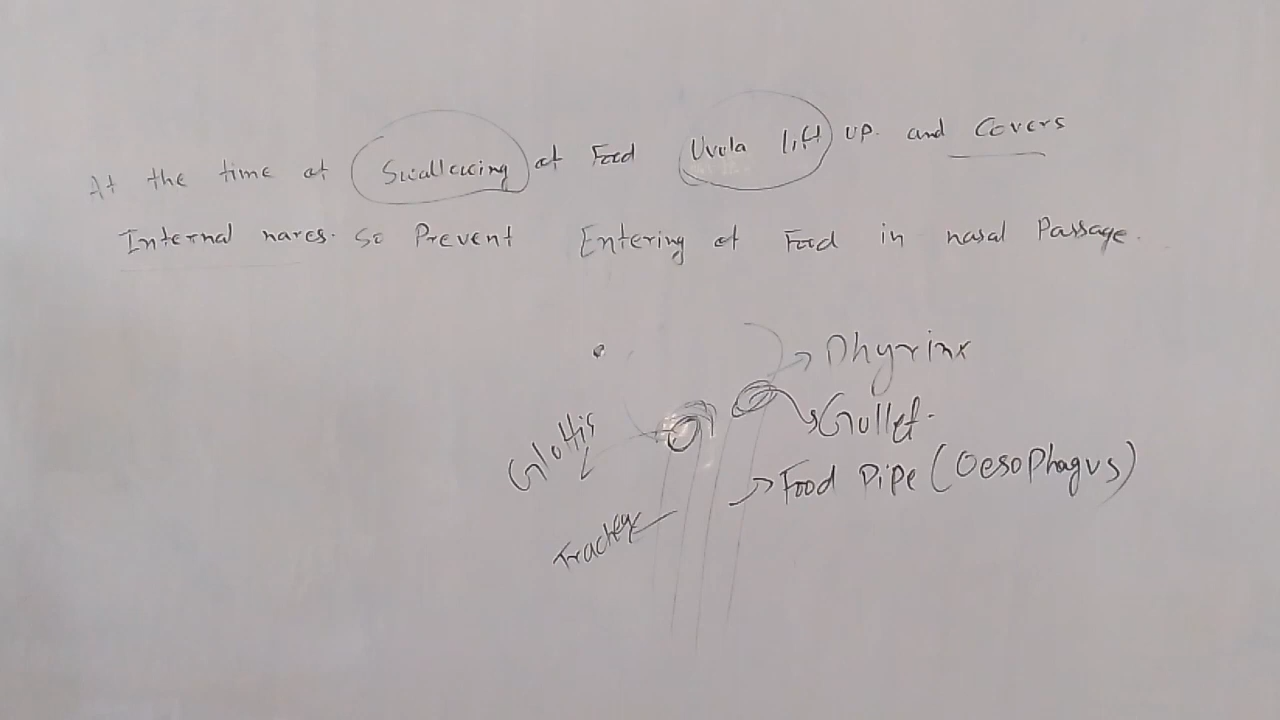 At the time of Swallowing of Food Uvula lift up. and Covers
Internal nares. So Prevent Entering of Food in nasal Passage.
Phyrinx
Glottis
Gullet.
Food Pipe (Oesophagus)
Trachea